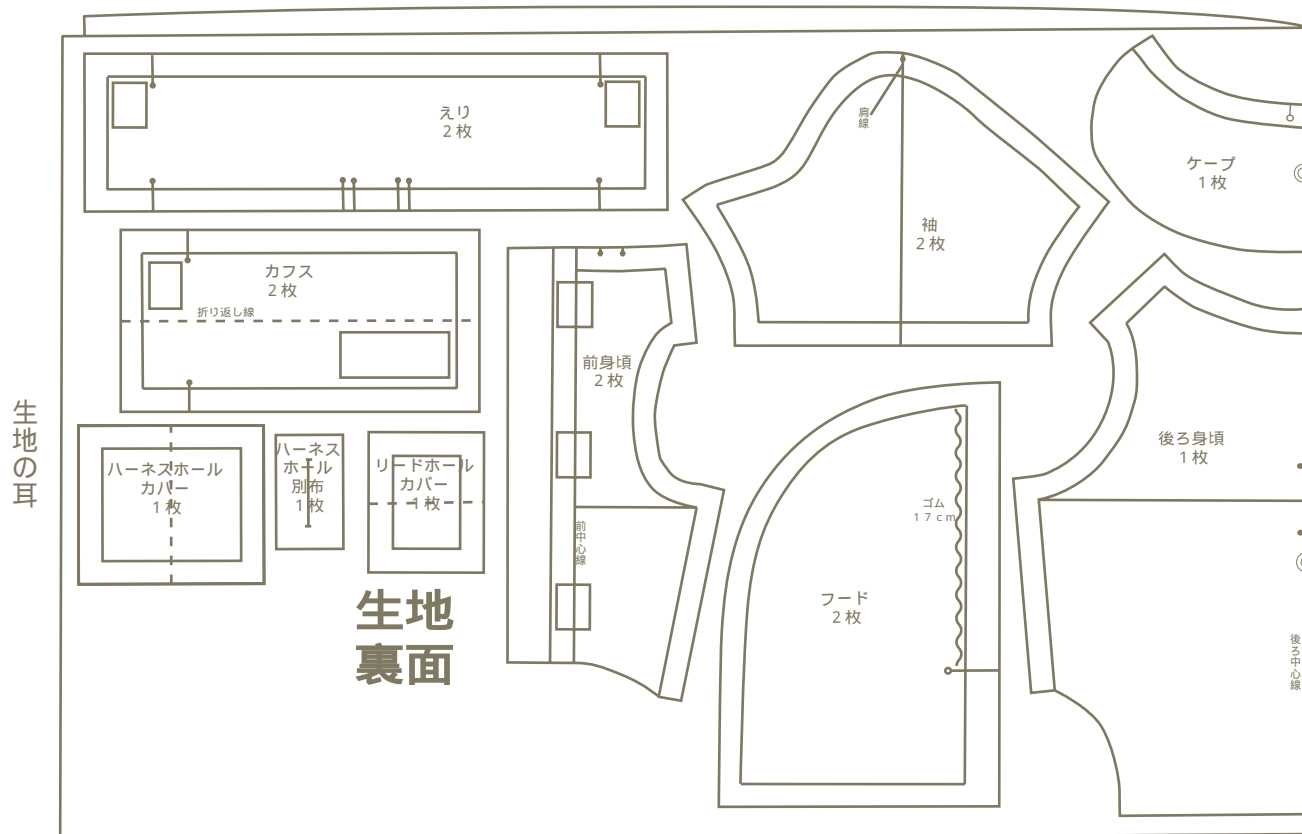 えり
2枚
肩線
ケープ
1枚
袖
2枚
カフス
2枚
折り返し線
前身頃
2枚
生地の耳
ハーネスホール
カバー
1枚
ハーネス
ホール
別布
1枚
リードホール
カバー
1枚
後ろ身頃
1枚
ゴム
17cm
前中心線
生地
裏面
フード
2枚
後ろ中心線